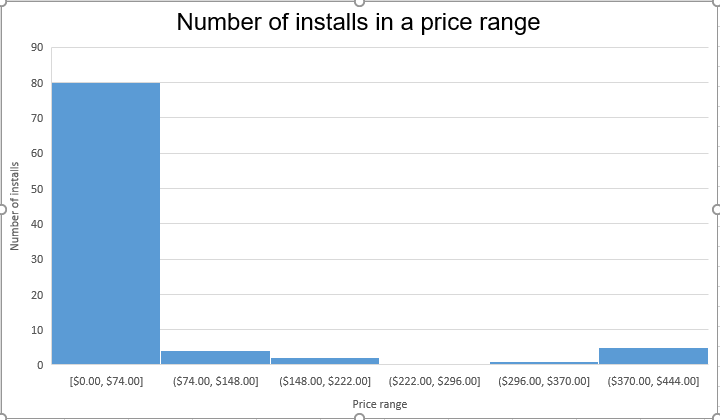 Number of installs in a price range
90
80
70
60
50
40
30
20
10
0
Number of installs
[$0.00, $74.00] ($74.00, $148.00] ($148.00, $222.00] ($222.00, $296.00] ($296.00, $370.00] ($370.00, $444.00]
Price range